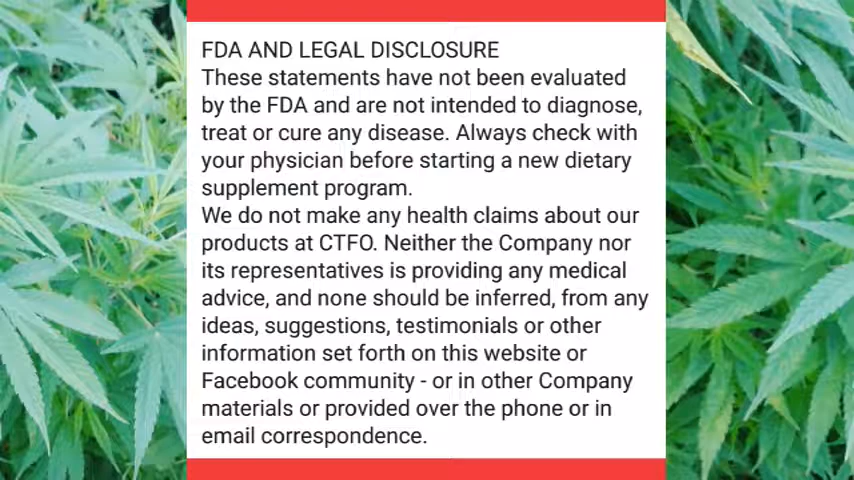 FDA AND LEGAL DISCLOSURE
These statements have not been evaluated
by the FDA and are not intended to diagnose,
treat or cure any disease. Always check with
your physician before starting a new dietary
supplement program.
We do not make any health claims about our
products at CTFO. Neither the Company nor
its representatives is providing any medical
advice, and none should be inferred, from any
ideas, suggestions, testimonials or other
information set forth on this website or
Facebook community - or in other Company
materials or provided over the phone or in
email correspondence.